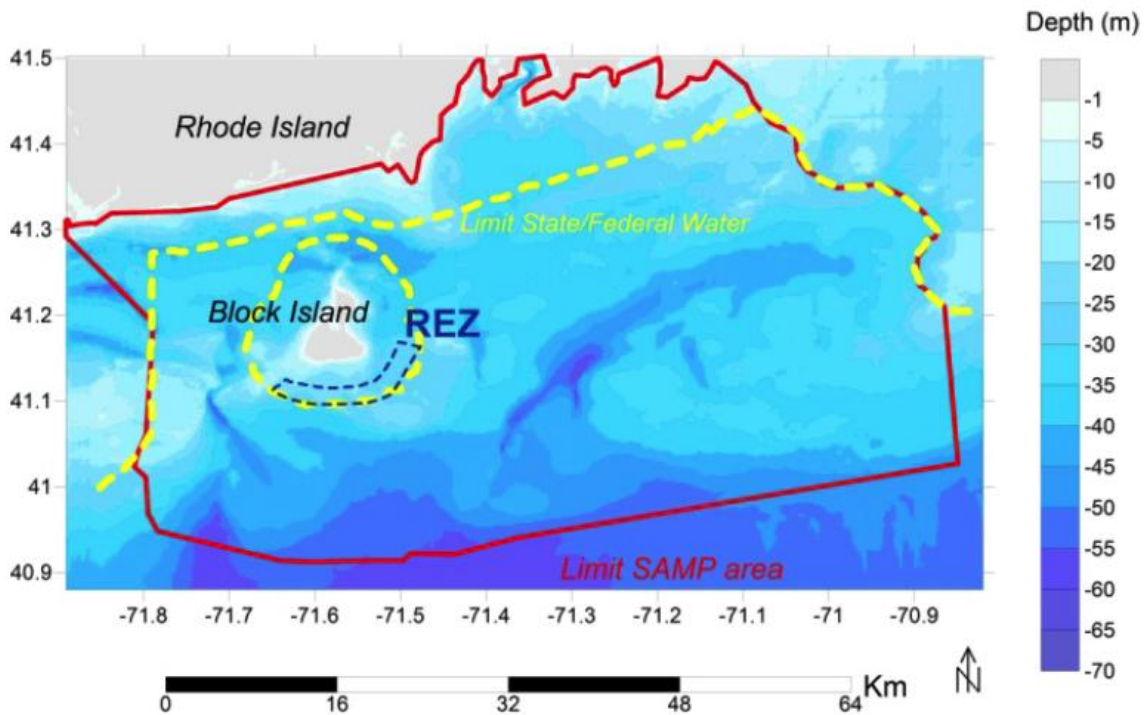 Depth (m)
41.5
41.4
41.3
41.2
41.1
41
40.9
Rhode Island
Limit State/Federal Water
Block Island
REZ
Limit SAMP area
-71.8 -71.7 -71.6 -71.5 -71.4 -71.3 -71.2 -71.1 -71 -70.9
-1
-5
-10
-15
-20
-25
-30
-35
-40
-45
-50
-55
-60
-65
-70
0 16 32 48 64 Km
N